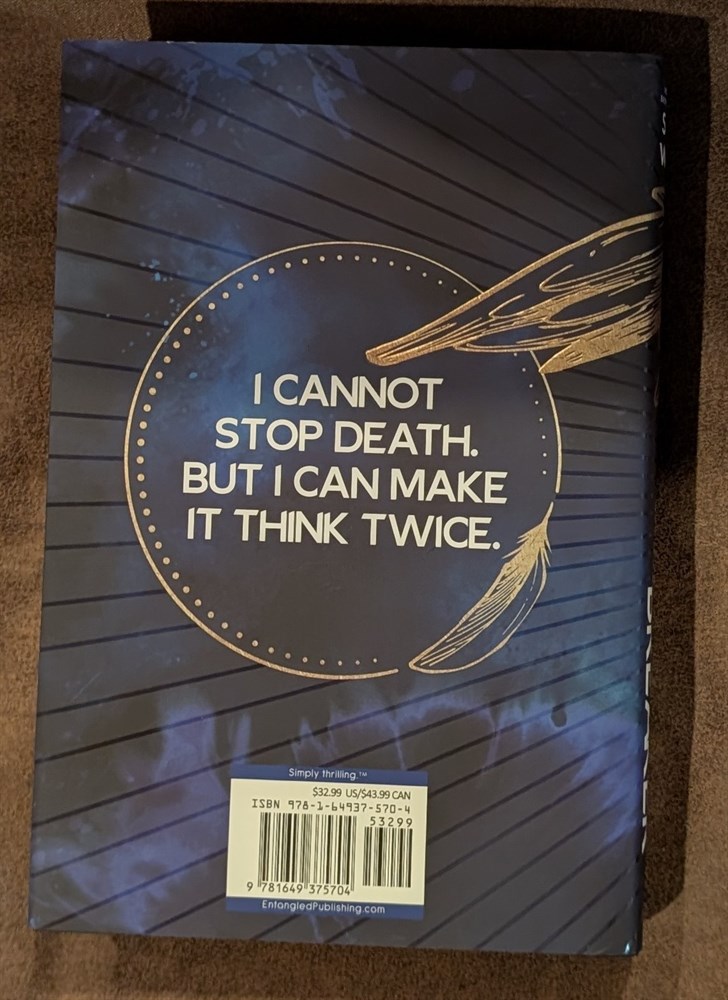 I CANNOT
STOP DEATH.
BUT I CAN MAKE
IT THINK TWICE.
Simply thrilling.™
$32.99 US/$43.99 CAN
ISBN 978-1-64937-570-4
53299
9 781649 375704
EntangledPublishing.com